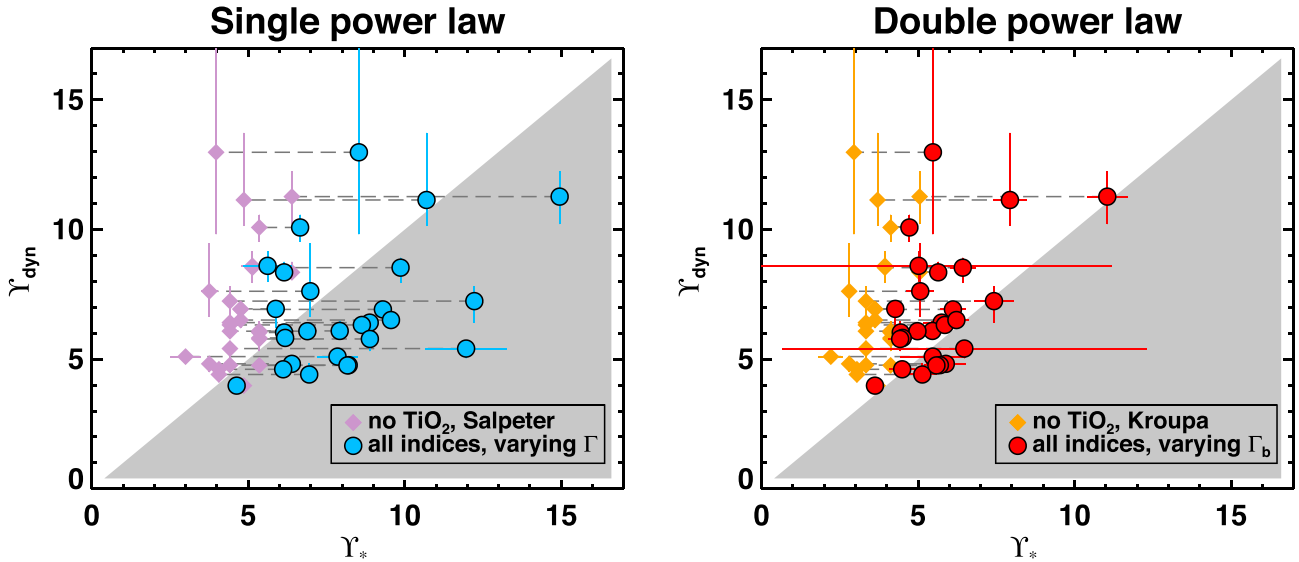 Single power law
15
10
5
0
Υdyn
0 5 10 15
Υ*
no TiO2, Salpeter
all indices, varying Γ
Double power law
15
10
5
0
Υdyn
0 5 10 15
Υ*
no TiO2, Kroupa
all indices, varying Γb